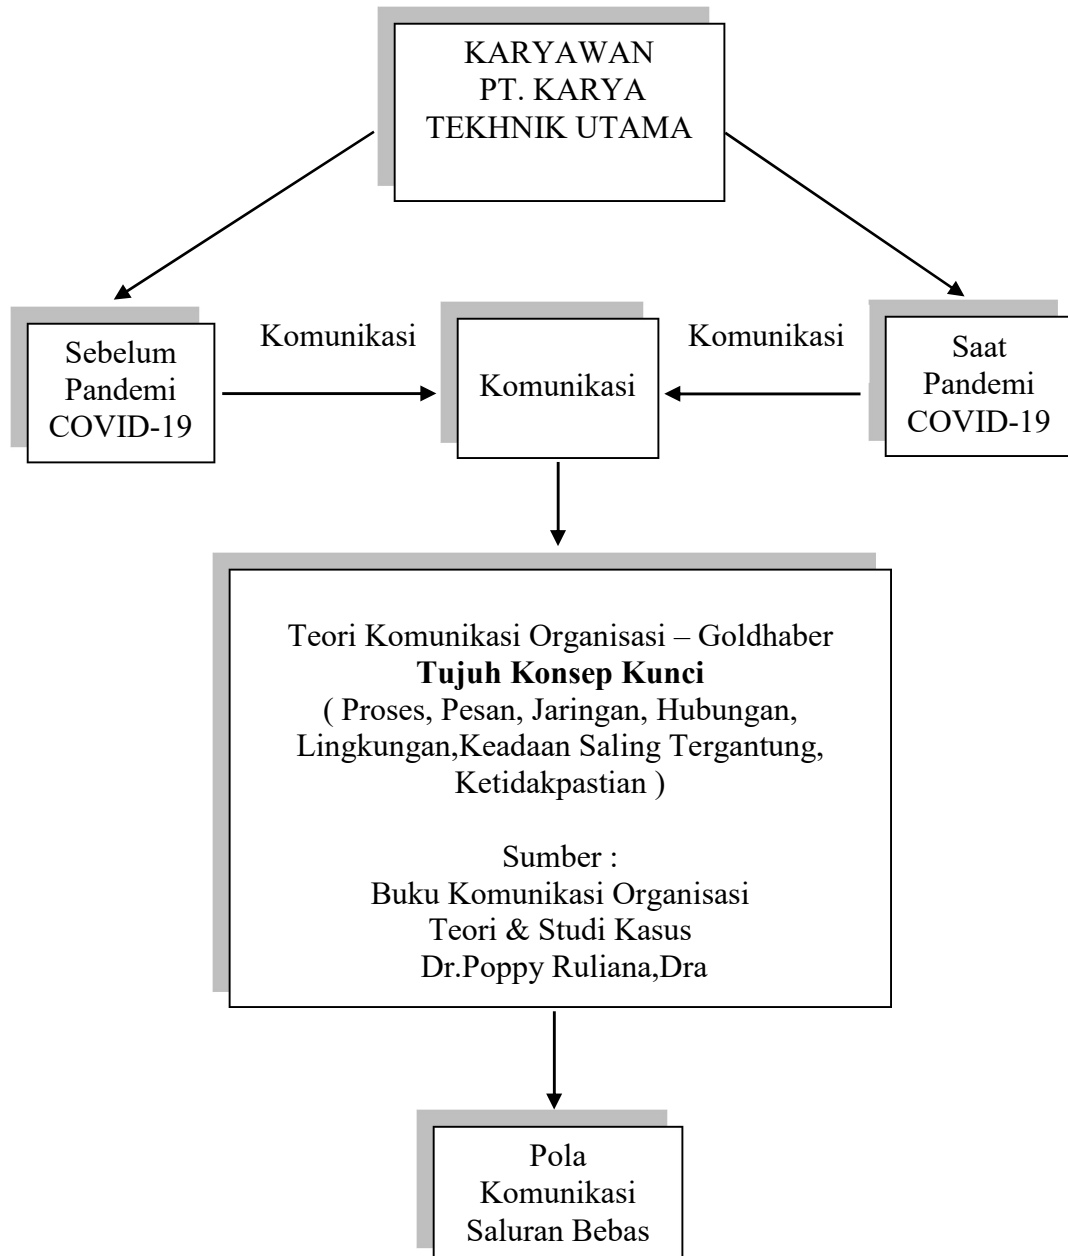 KARYAWAN
PT. KARYA
TEKHNIK UTAMA
Sebelum
Pandemi
COVID-19
Komunikasi
Komunikasi
Komunikasi
Saat
Pandemi
COVID-19
Teori Komunikasi Organisasi – Goldhaber
Tujuh Konsep Kunci
( Proses, Pesan, Jaringan, Hubungan,
Lingkungan,Keadaan Saling Tergantung,
Ketidakpastian )
Sumber :
Buku Komunikasi Organisasi
Teori & Studi Kasus
Dr.Poppy Ruliana,Dra
Pola
Komunikasi
Saluran Bebas